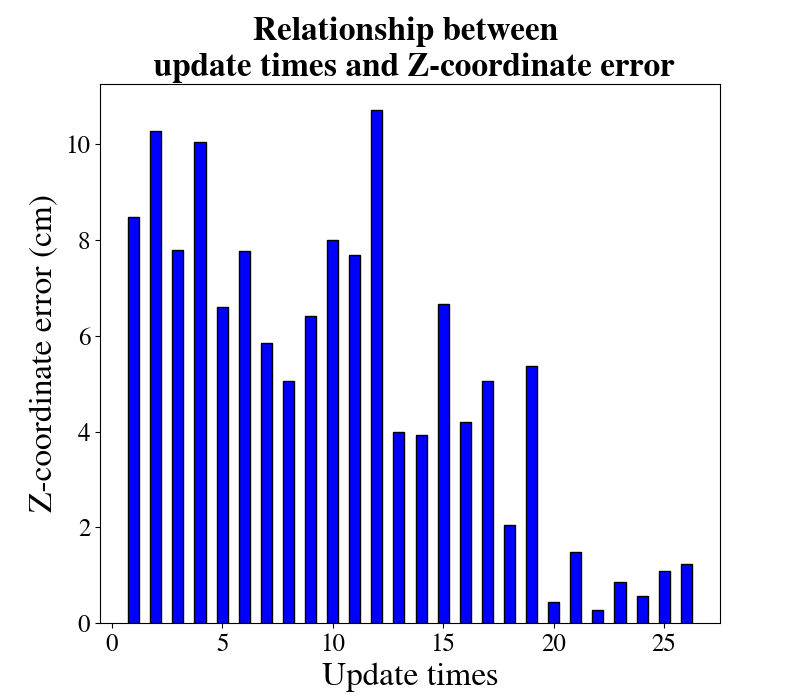 Relationship between
update times and Z-coordinate error
Z-coordinate error (cm)
10
8
6
4
2
0
0 5 10 15 20 25
Update times